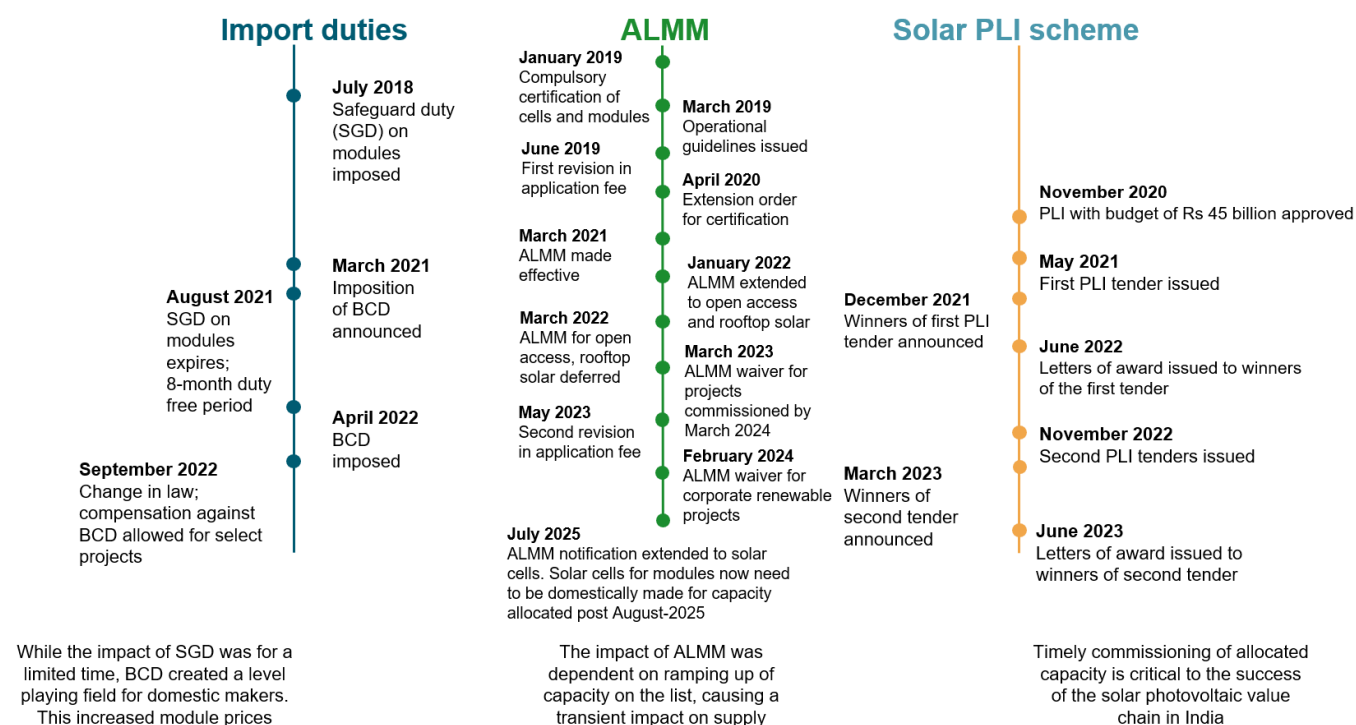 Import duties
July 2018
Safeguard duty
(SGD) on
modules
imposed
March 2021
Imposition
of BCD
announced
August 2021
SGD on
modules
expires;
8-month duty
free period
April 2022
BCD
imposed
September 2022
Change in law;
compensation against
BCD allowed for select
projects
While the impact of SGD was for a
limited time, BCD created a level
playing field for domestic makers.
This increased module prices
ALMM
January 2019
Compulsory
certification of
cells and modules
March 2019
Operational
guidelines issued
June 2019
First revision in
application fee
April 2020
Extension order
for certification
March 2021
ALMM made
effective
January 2022
ALMM extended
to open access
and rooftop solar
March 2022
ALMM for open
access, rooftop
solar deferred
March 2023
ALMM waiver for
projects
commissioned by
March 2024
May 2023
Second revision
in application fee
February 2024
ALMM waiver for
corporate renewable
projects
July 2025
ALMM notification extended to solar
cells. Solar cells for modules now need
to be domestically made for capacity
allocated post August-2025
The impact of ALMM was
dependent on ramping up of
capacity on the list, causing a
transient impact on supply
Solar PLI scheme
November 2020
PLI with budget of Rs 45 billion approved
May 2021
First PLI tender issued
December 2021
Winners of first PLI
tender announced
June 2022
Letters of award issued to winners
of the first tender
November 2022
Second PLI tenders issued
March 2023
Winners of
second tender
announced
June 2023
Letters of award issued to
winners of second tender
Timely commissioning of allocated
capacity is critical to the success
of the solar photovoltaic value
chain in India